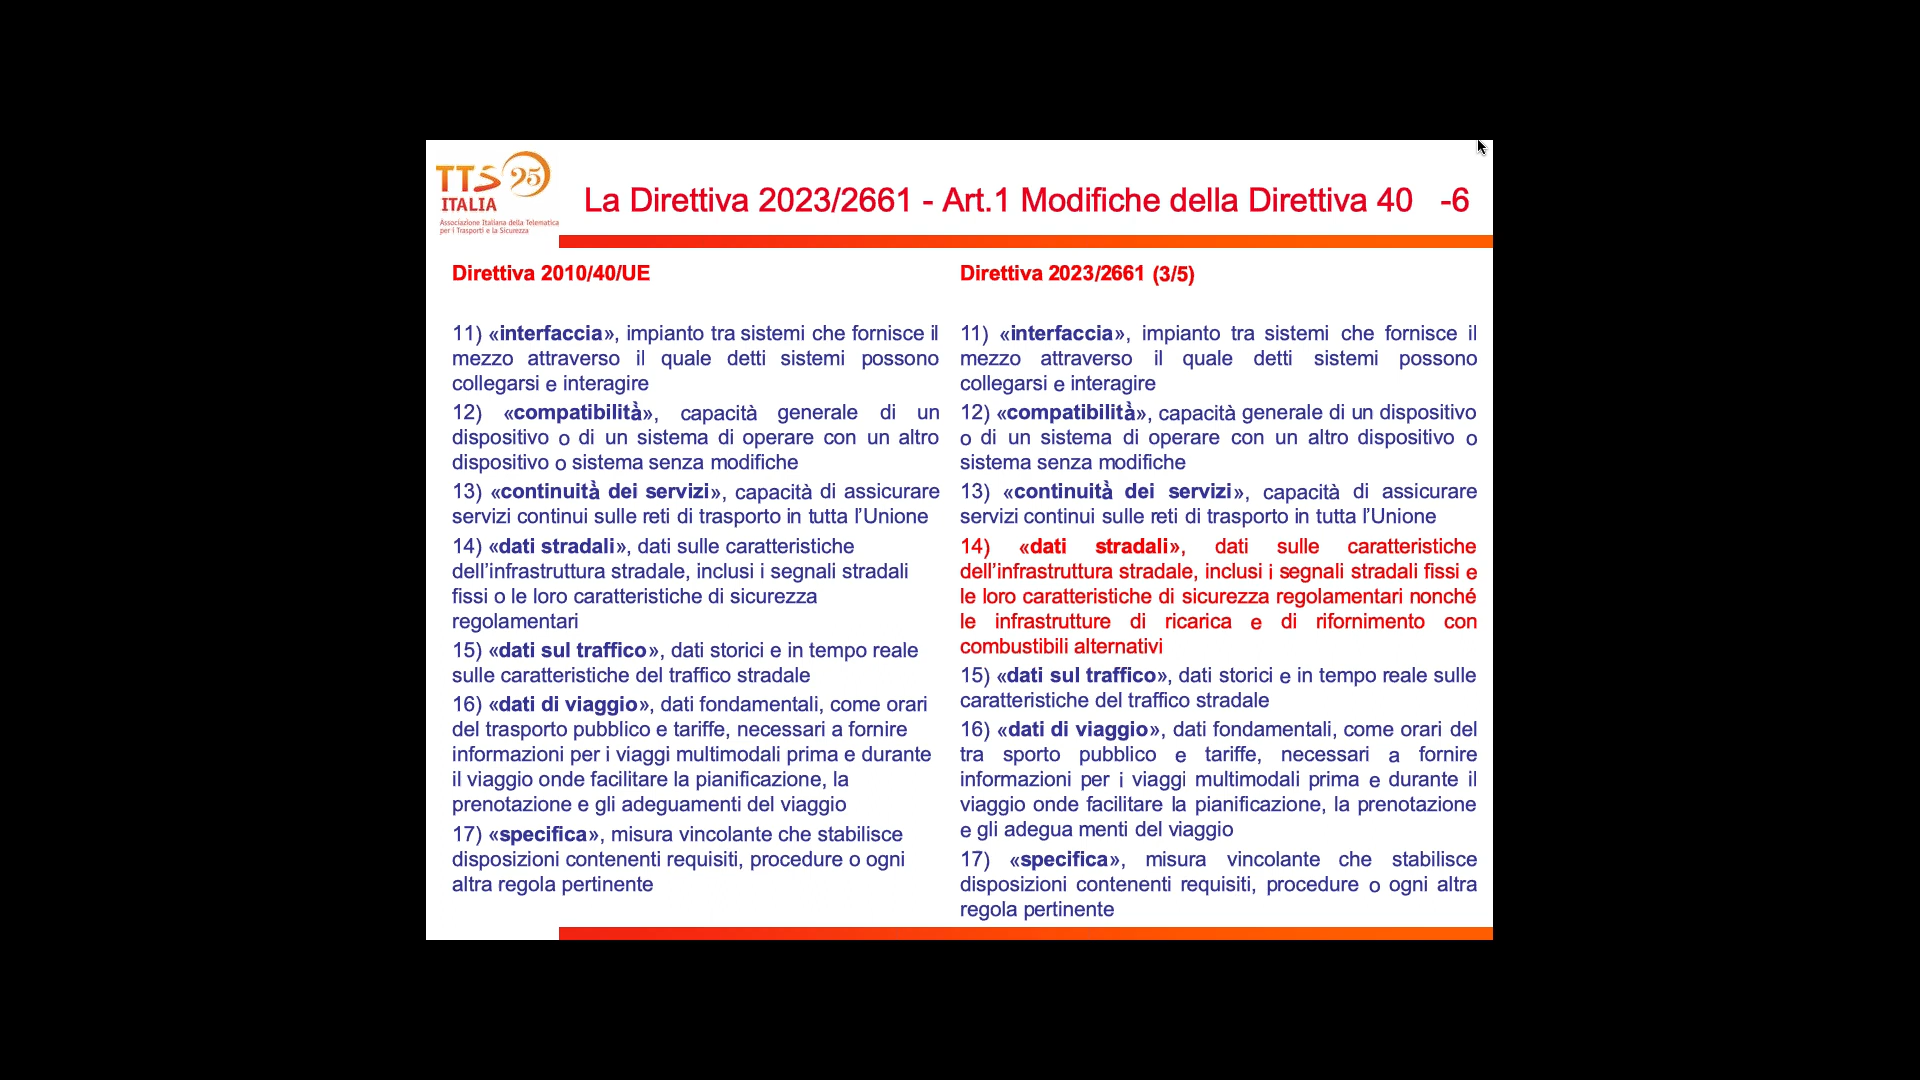 TTS 25
ITALIA
Associazione Italiana della Telematica
per i Trasporti e la Sicurezza
La Direttiva 2023/2661 - Art.1 Modifiche della Direttiva 40 -6
Direttiva 2010/40/UE
11) «interfaccia», impianto tra sistemi che fornisce il
mezzo attraverso il quale detti sistemi possono
collegarsi e interagire
12) «compatibilità», capacità generale di un
dispositivo o di un sistema di operare con un altro
dispositivo o sistema senza modifiche
13) «continuità dei servizi», capacità di assicurare
servizi continui sulle reti di trasporto in tutta l’Unione
14) «dati stradali», dati sulle caratteristiche
dell’infrastruttura stradale, inclusi i segnali stradali
fissi o le loro caratteristiche di sicurezza
regolamentari
15) «dati sul traffico», dati storici e in tempo reale
sulle caratteristiche del traffico stradale
16) «dati di viaggio», dati fondamentali, come orari
del trasporto pubblico e tariffe, necessari a fornire
informazioni per i viaggi multimodali prima e durante
il viaggio onde facilitare la pianificazione, la
prenotazione e gli adeguamenti del viaggio
17) «specifica», misura vincolante che stabilisce
disposizioni contenenti requisiti, procedure o ogni
altra regola pertinente
Direttiva 2023/2661 (3/5)
11) «interfaccia», impianto tra sistemi che fornisce il
mezzo attraverso il quale detti sistemi possono
collegarsi e interagire
12) «compatibilità», capacità generale di un dispositivo
o di un sistema di operare con un altro dispositivo o
sistema senza modifiche
13) «continuità dei servizi», capacità di assicurare
servizi continui sulle reti di trasporto in tutta l’Unione
14) «dati stradali», dati sulle caratteristiche
dell’infrastruttura stradale, inclusi i segnali stradali fissi e
le loro caratteristiche di sicurezza regolamentari nonché
le infrastrutture di ricarica e di rifornimento con
combustibili alternativi
15) «dati sul traffico», dati storici e in tempo reale sulle
caratteristiche del traffico stradale
16) «dati di viaggio», dati fondamentali, come orari del
tra sporto pubblico e tariffe, necessari a fornire
informazioni per i viaggi multimodali prima e durante il
viaggio onde facilitare la pianificazione, la prenotazione
e gli adegua menti del viaggio
17) «specifica», misura vincolante che stabilisce
disposizioni contenenti requisiti, procedure o ogni altra
regola pertinente